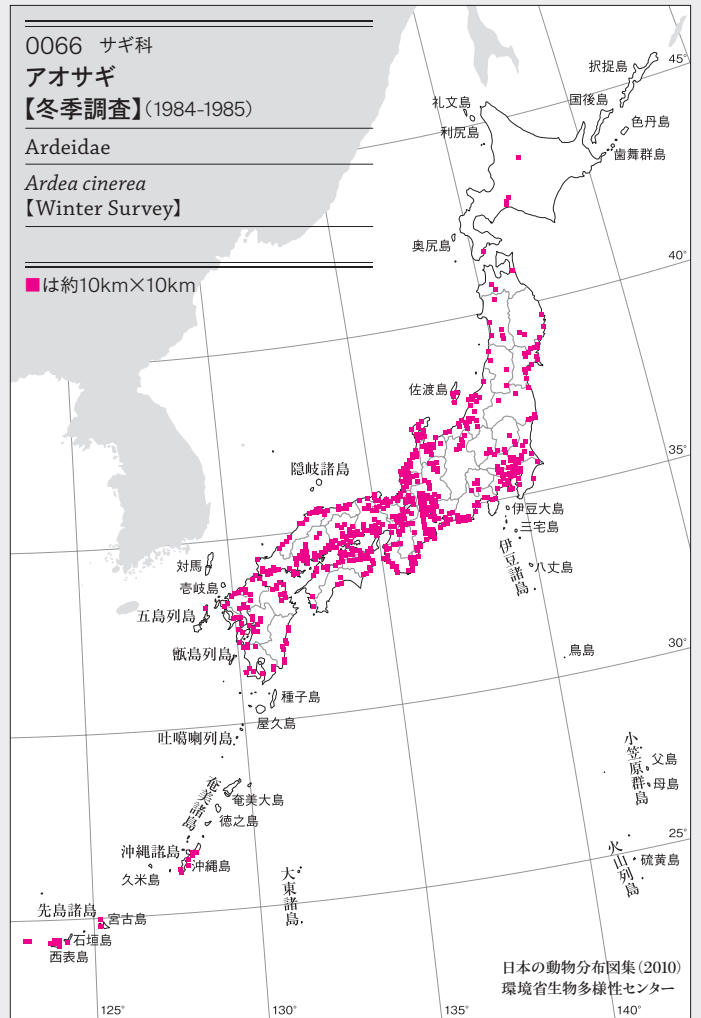 0066 サギ科
アオサギ
【冬季調査】(1984-1985)
Ardeidae
Ardea cinerea
【Winter Survey】
■は約10km×10km
択捉島
45°
国後島
礼文島
色丹島
利尻島
歯舞群島
奥尻島
40°
佐渡島
35°
隠岐諸島
伊豆大島
三宅島
伊豆諸島
八丈島
対馬
壱岐島
五島列島
甑島列島
鳥島
30°
種子島
屋久島
吐噶喇列島
小笠原群島
父島
母島
奄美諸島
奄美大島
徳之島
25°
沖縄諸島
沖縄島
久米島
火山列島
硫黄島
大東諸島
先島諸島
宮古島
石垣島
西表島
日本の動物分布図集(2010)
環境省生物多様性センター
125°
130°
135°
140°